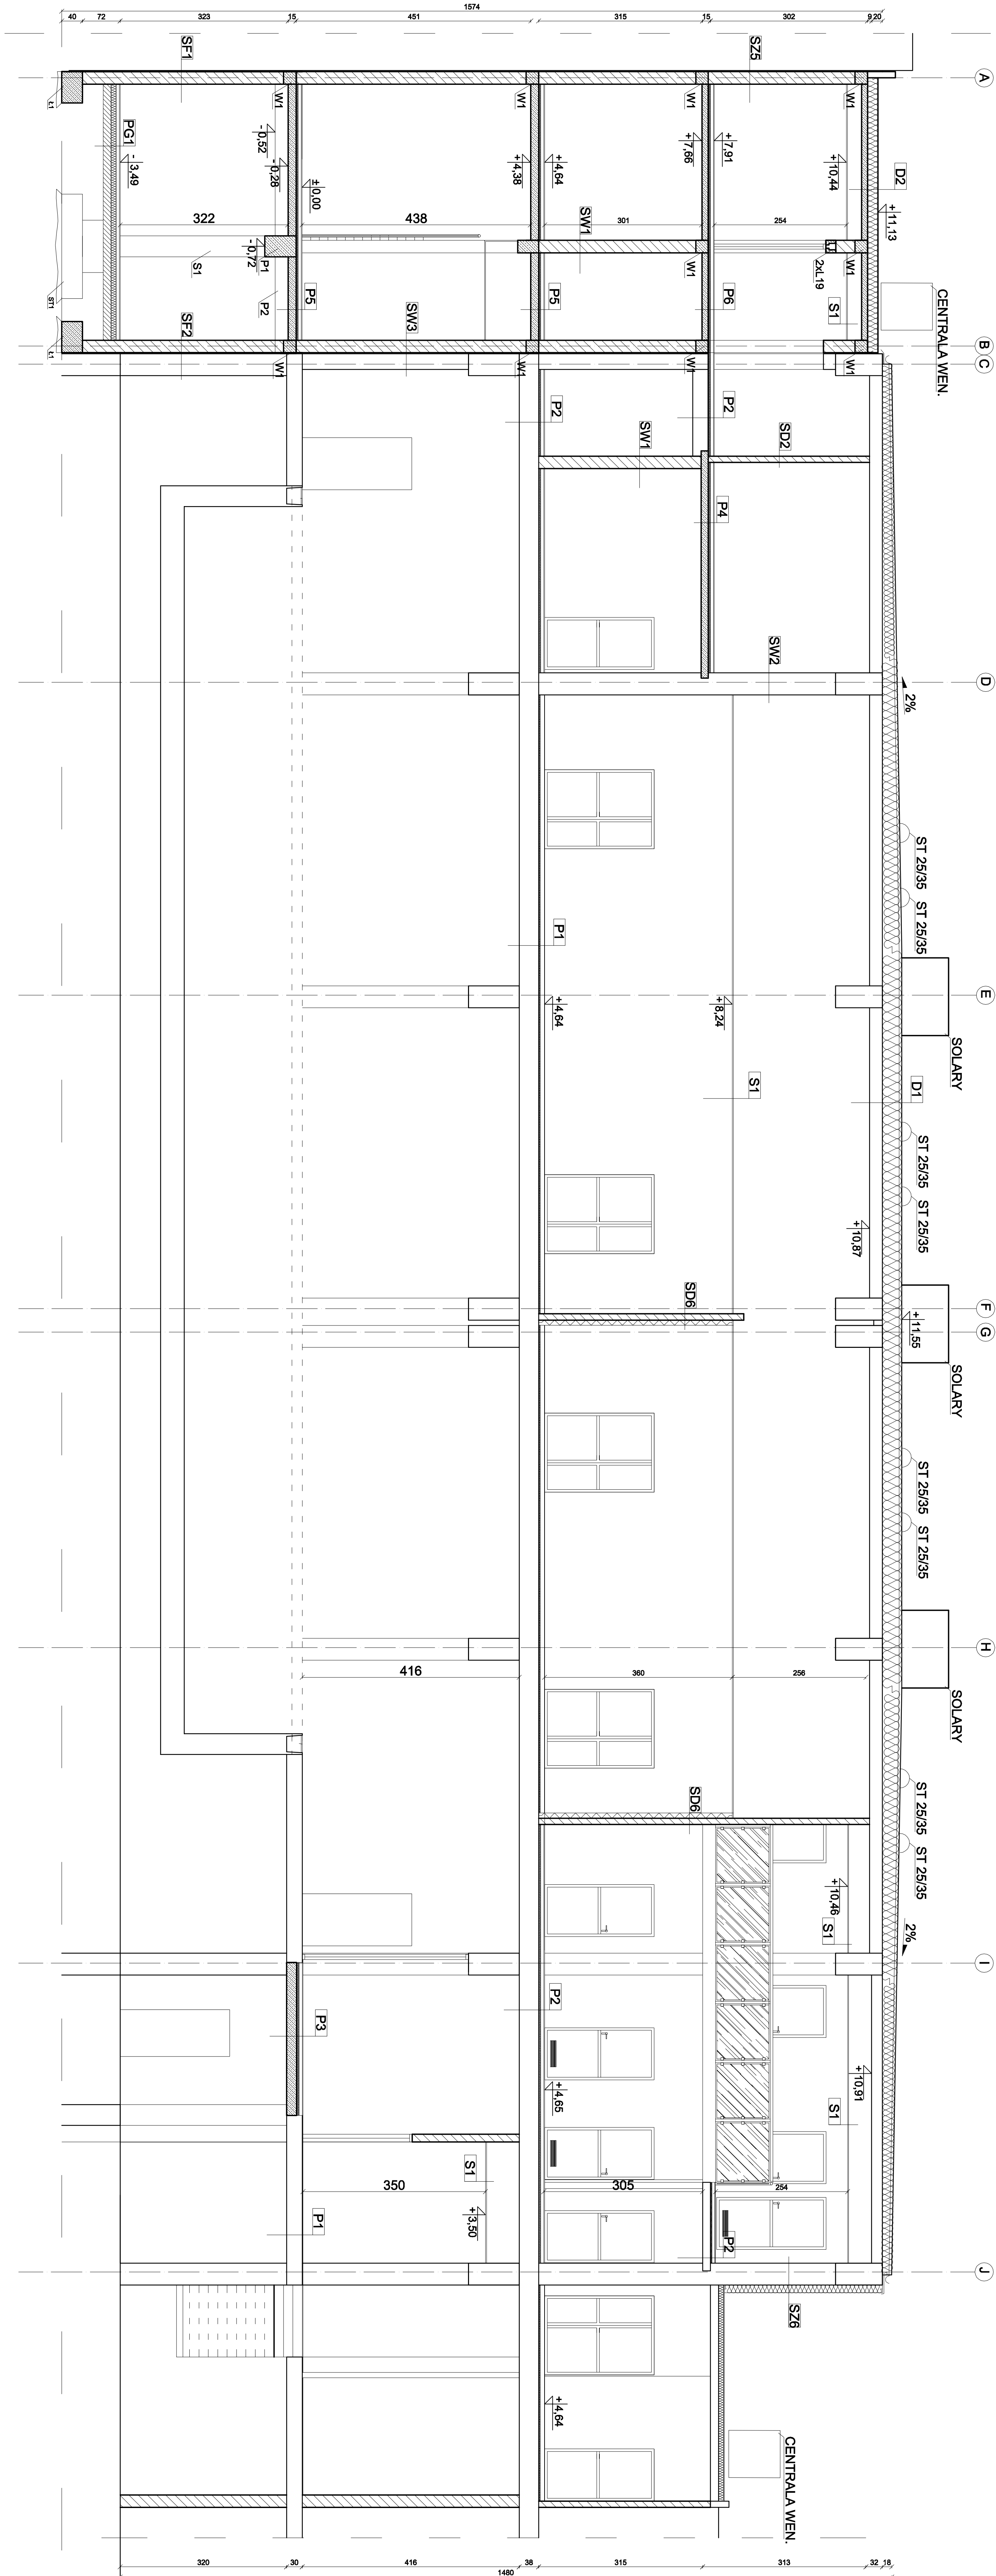 1574
40
72
323
15
451
315
15
302
9
20
A
B
C
D
E
F
G
H
I
J
SF1
SZ5
W1
W1
W1
W1
W1
D2
+11,13
- 0,52
- 0,28
± 0,00
+4,38
+4,64
+7,66
+7,91
+10,44
PG1
- 3,49
Ł1
ST1
Ł1
322
438
301
254
SW1
- 0,72
P1
P2
S1
W1
W1
2xL19
P5
P5
P6
S1
CENTRALA WEN.
SF2
SW3
W1
W1
W1
W1
P2
P2
SW1
SD2
P4
SW2
2%
ST 25/35
ST 25/35
P1
+4,64
+8,24
SOLARY
S1
D1
ST 25/35
ST 25/35
+10,87
SD6
+11,55
SOLARY
ST 25/35
ST 25/35
416
360
256
SOLARY
ST 25/35
ST 25/35
SD6
+10,46
S1
2%
P3
P2
+4,65
+10,91
S1
S1
350
305
254
+3,50
P1
P2
SZ6
+4,64
CENTRALA WEN.
320
30
416
38
315
313
32
18
1480